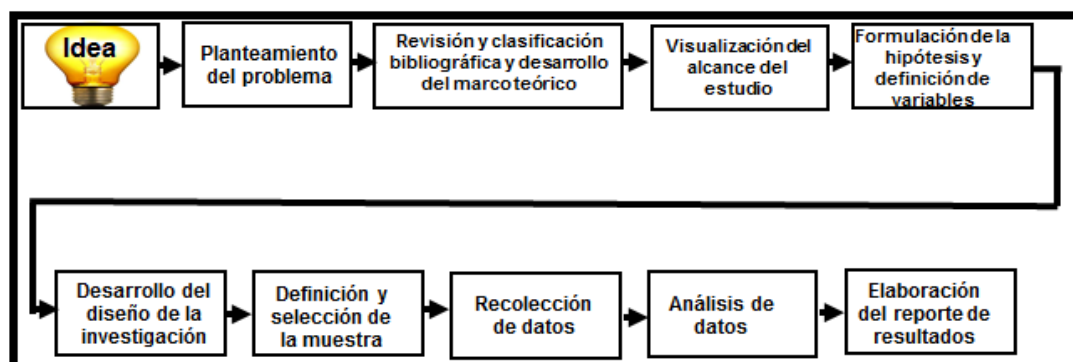 Idea
Planteamiento
del problema
Revisión y clasificación
bibliográfica y desarrollo
del marco teórico
Visualización del
alcance del
estudio
Formulación de la
hipótesis y
definición de
variables
Desarrollo del
diseño de la
investigación
Definición y
selección de
la muestra
Recolección
de datos
Análisis de
datos
Elaboración
del reporte de
resultados